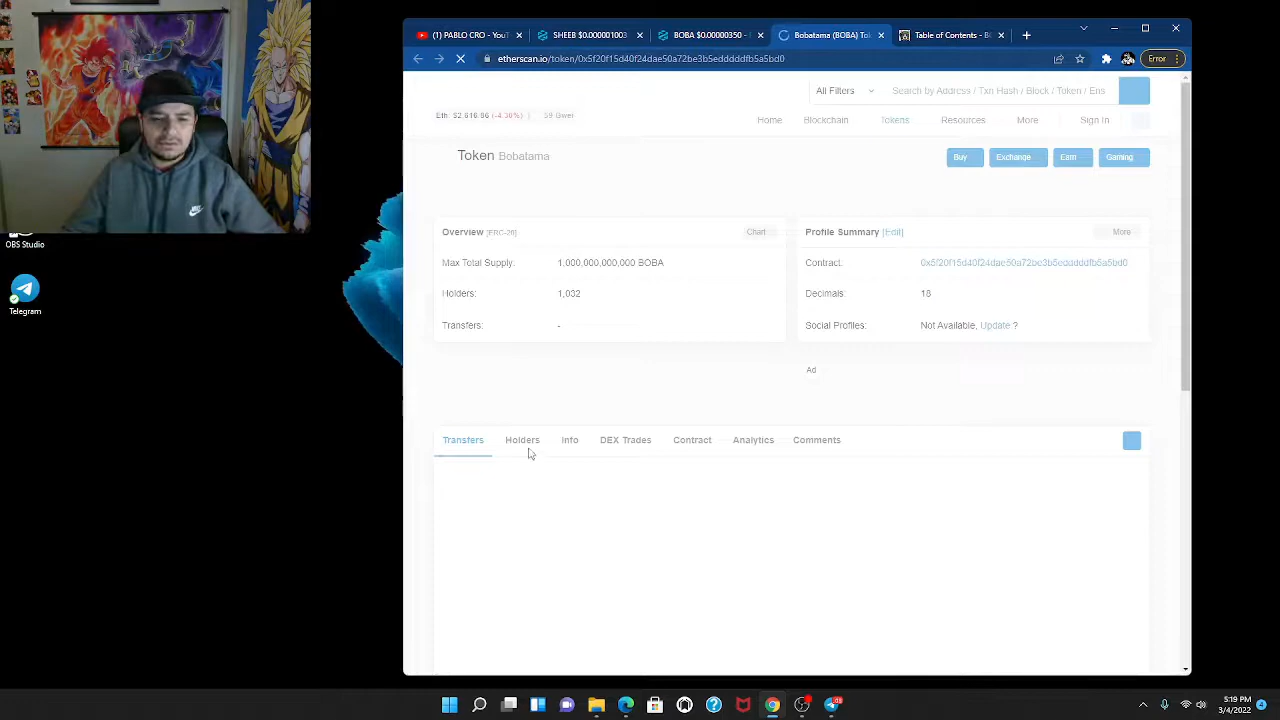 (1) PABLO CRO - YouT
SHEEB $0.00001003
BOBA $0.00000350 -
Bobatama (BOBA) Tok
Table of Contents - BO
etherscan.io/token/0x5f20f15d40f24dae50a72be3b5edddddfb5a5bd0
Error
All Filters
Search by Address / Txn Hash / Block / Token / Ens
Eth: $2,616.86 (-4.38%) | 59 Gwei
Home
Blockchain
Tokens
Resources
More
Sign In
Token Bobatama
Buy
Exchange
Earn
Gaming
Overview [ERC-20]
Chart
Profile Summary [Edit]
More
Max Total Supply:
1,000,000,000,000 BOBA
Contract:
0x5f20f15d40f24dae50a72be3b5edddddfb5a5bd0
Holders:
1,032
Decimals:
18
Transfers:
-
Social Profiles:
Not Available, Update ?
Ad
Transfers
Holders
Info
DEX Trades
Contract
Analytics
Comments
OBS Studio
Telegram
5:19 PM
3/4/2022